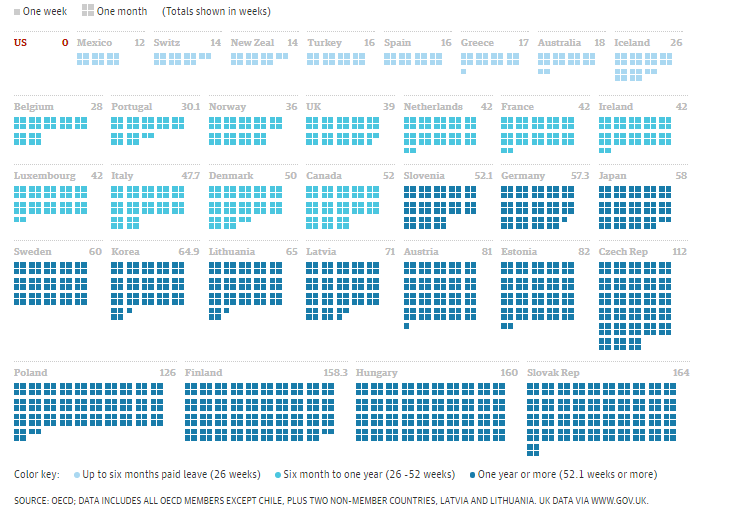 One week One month (Totals shown in weeks)
US 0 Mexico 12 Switz 14 New Zeal 14 Turkey 16 Spain 16 Greece 17 Australia 18 Iceland 26
Belgium 28 Portugal 30.1 Norway 36 UK 39 Netherlands 42 France 42 Ireland 42
Luxembourg 42 Italy 47.7 Denmark 50 Canada 52 Slovenia 52.1 Germany 57.3 Japan 58
Sweden 60 Korea 64.9 Lithuania 65 Latvia 71 Austria 81 Estonia 82 Czech Rep 112
Poland 126 Finland 158.3 Hungary 160 Slovak Rep 164
Color key: Up to six months paid leave (26 weeks) Six month to one year (26 -52 weeks) One year or more (52.1 weeks or more)
SOURCE: OECD; DATA INCLUDES ALL OECD MEMBERS EXCEPT CHILE, PLUS TWO NON-MEMBER COUNTRIES, LATVIA AND LITHUANIA. UK DATA VIA WWW.GOV.UK.